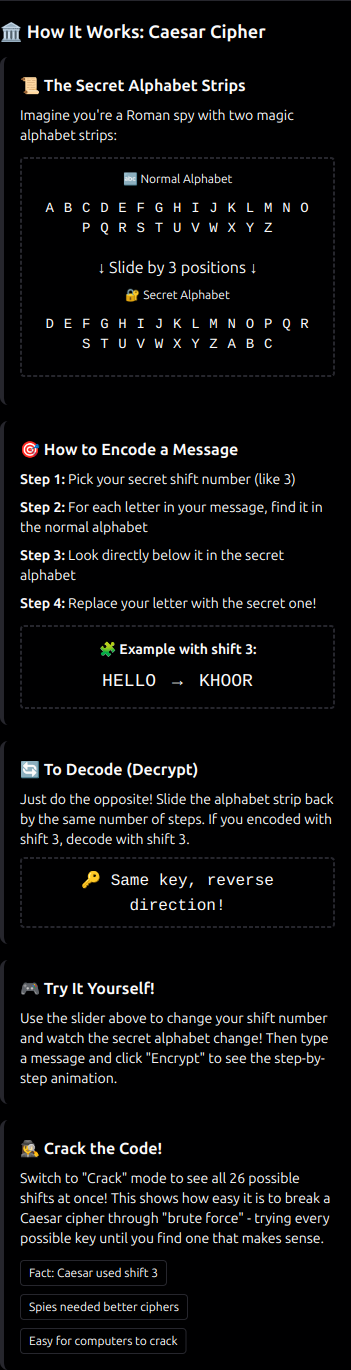 🏛️ How It Works: Caesar Cipher
📜 The Secret Alphabet Strips
Imagine you're a Roman spy with two magic
alphabet strips:
🔤 Normal Alphabet
A B C D E F G H I J K L M N O
P Q R S T U V W X Y Z
↓ Slide by 3 positions ↓
🔐 Secret Alphabet
D E F G H I J K L M N O P Q R
S T U V W X Y Z A B C
🎯 How to Encode a Message
Step 1: Pick your secret shift number (like 3)
Step 2: For each letter in your message, find it in
the normal alphabet
Step 3: Look directly below it in the secret
alphabet
Step 4: Replace your letter with the secret one!
🧩 Example with shift 3:
HELLO → KHOOR
🔄 To Decode (Decrypt)
Just do the opposite! Slide the alphabet strip back
by the same number of steps. If you encoded with
shift 3, decode with shift 3.
🔑 Same key, reverse
direction!
🎮 Try It Yourself!
Use the slider above to change your shift number
and watch the secret alphabet change! Then type
a message and click "Encrypt" to see the step-by-
step animation.
🕵️ Crack the Code!
Switch to "Crack" mode to see all 26 possible
shifts at once! This shows how easy it is to break a
Caesar cipher through "brute force" - trying every
possible key until you find one that makes sense.
Fact: Caesar used shift 3
Spies needed better ciphers
Easy for computers to crack